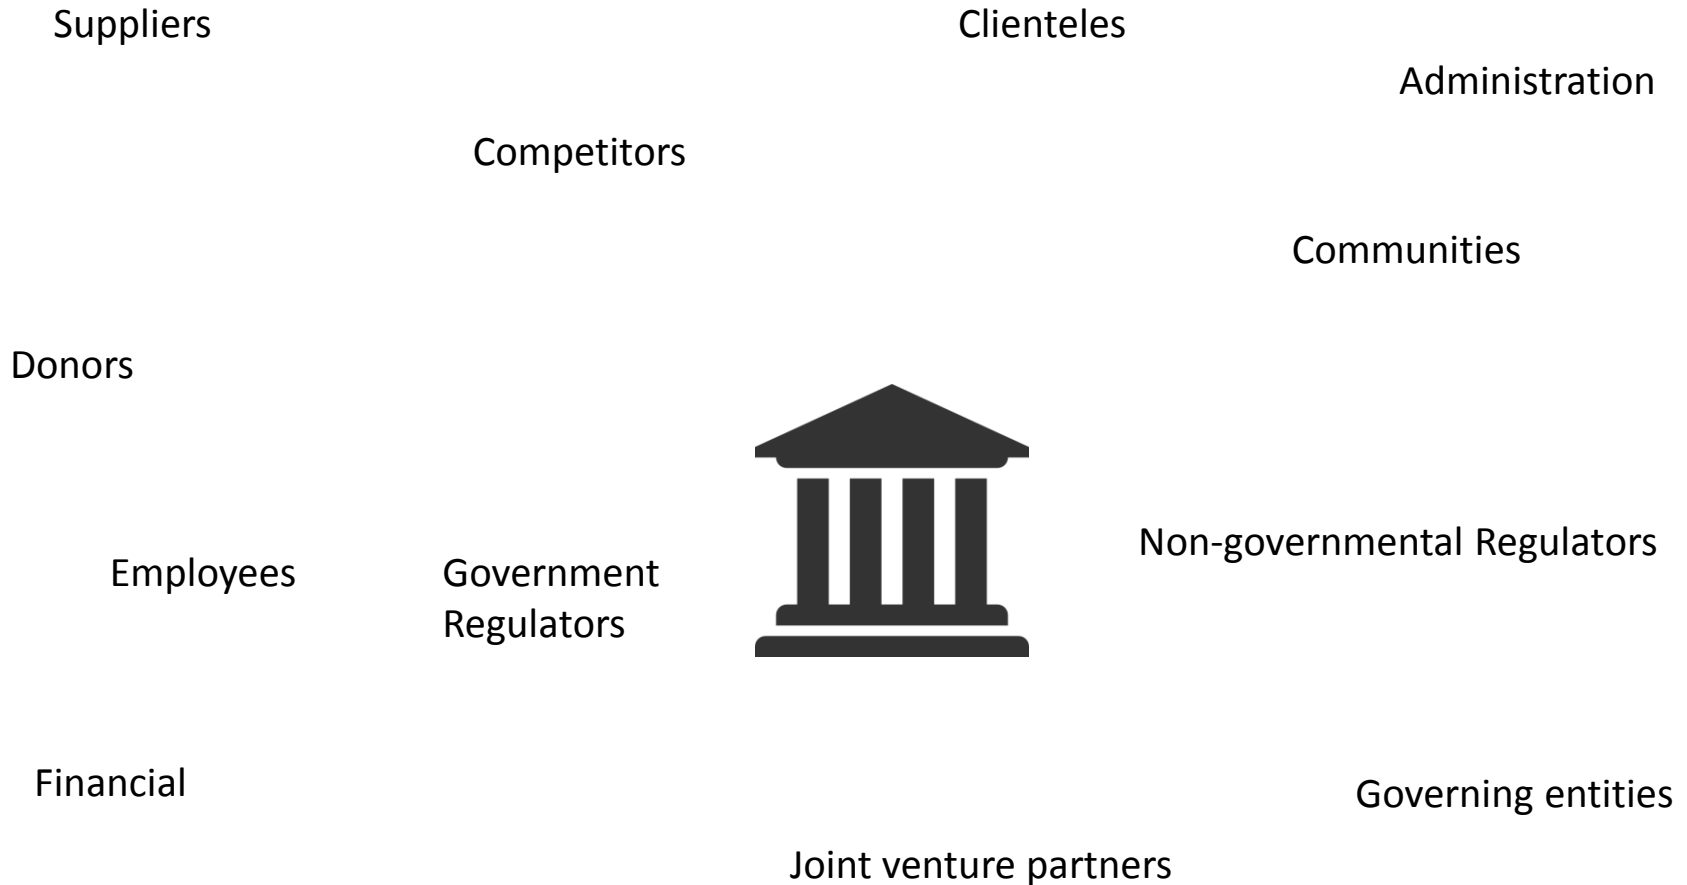 Suppliers
Clienteles
Administration
Competitors
Communities
Donors
Non-governmental Regulators
Employees
Government
Regulators
Financial
Governing entities
Joint venture partners